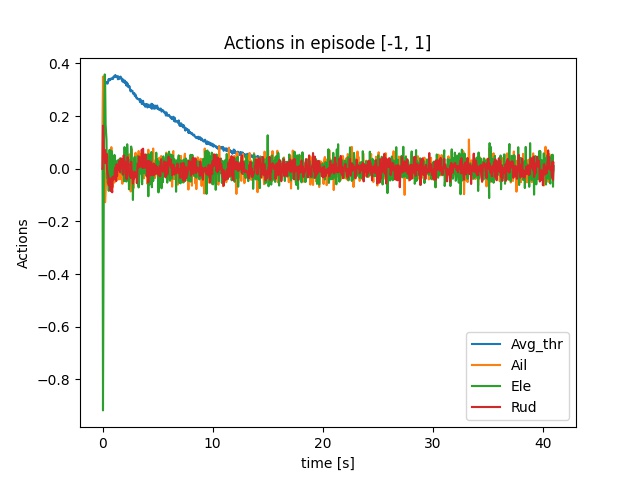 Actions in episode [-1, 1]
0.4
0.2
0.0
−0.2
−0.4
−0.6
−0.8
Actions
Avg_thr
Ail
Ele
Rud
0
10
20
30
40
time [s]